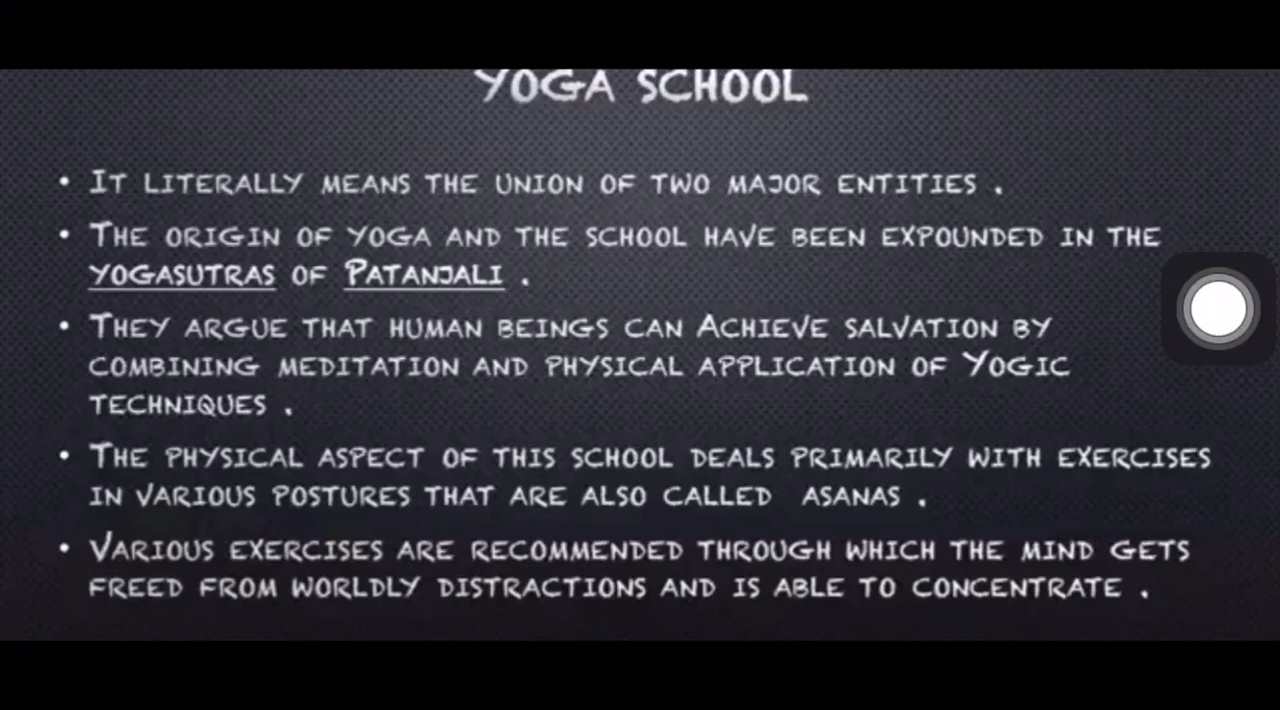 YOGA SCHOOL
• IT LITERALLY MEANS THE UNION OF TWO MAJOR ENTITIES .
• THE ORIGIN OF YOGA AND THE SCHOOL HAVE BEEN EXPOUNDED IN THE
YOGASUTRAS OF PATANJALI .
• THEY ARGUE THAT HUMAN BEINGS CAN ACHIEVE SALVATION BY
COMBINING MEDITATION AND PHYSICAL APPLICATION OF YOGIC
TECHNIQUES .
• THE PHYSICAL ASPECT OF THIS SCHOOL DEALS PRIMARILY WITH EXERCISES
IN VARIOUS POSTURES THAT ARE ALSO CALLED ASANAS .
• VARIOUS EXERCISES ARE RECOMMENDED THROUGH WHICH THE MIND GETS
FREED FROM WORLDLY DISTRACTIONS AND IS ABLE TO CONCENTRATE .